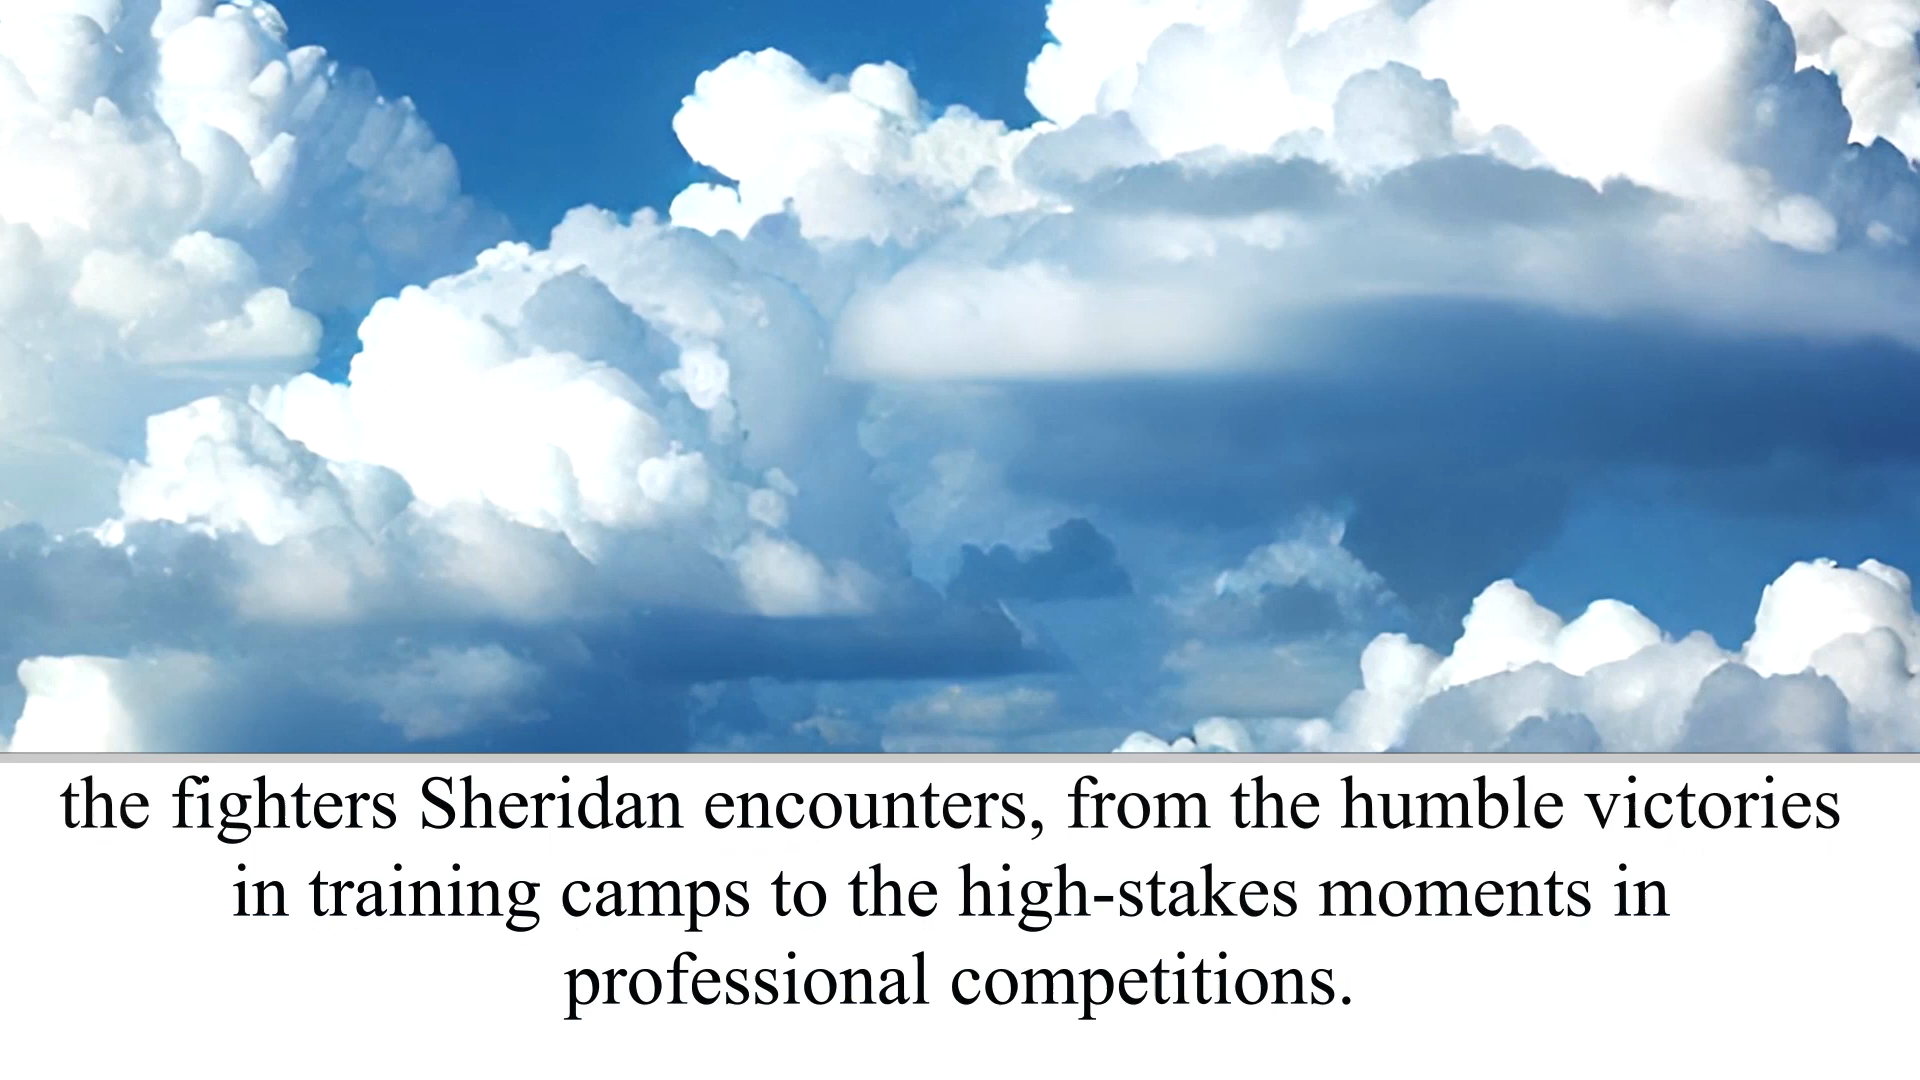 the fighters Sheridan encounters, from the humble victories
in training camps to the high-stakes moments in
professional competitions.